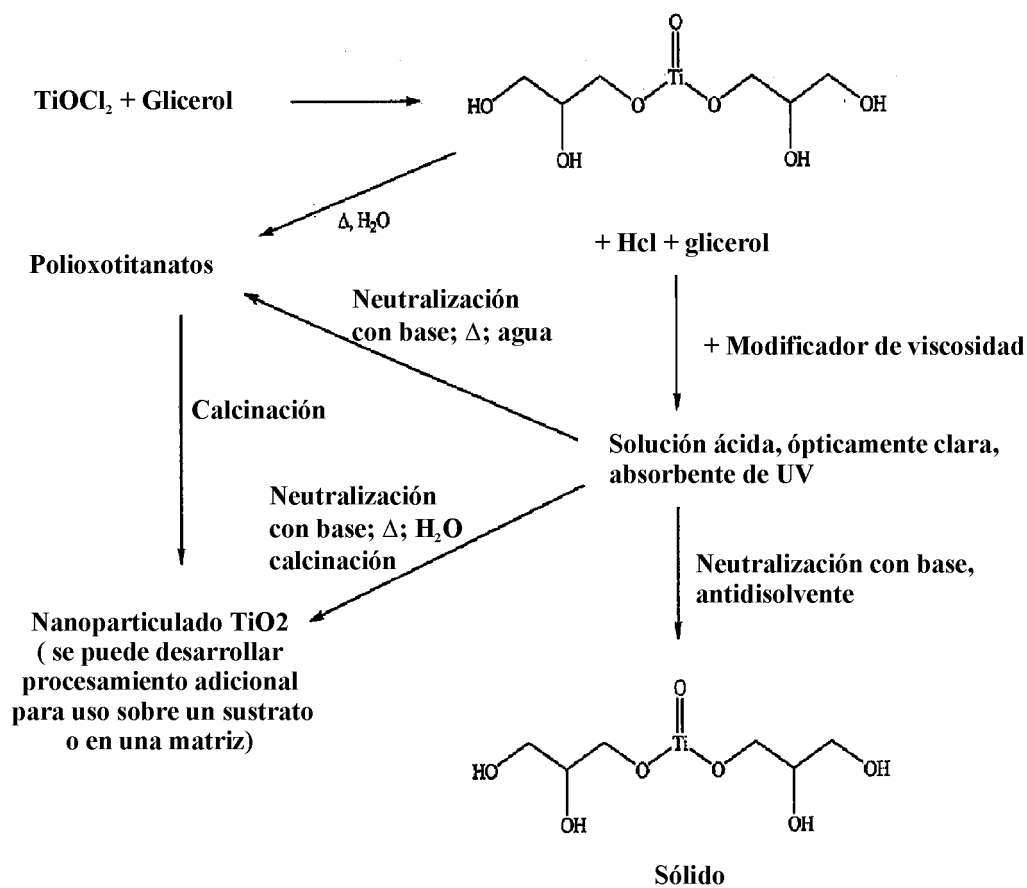 TiOCl₂ + Glicerol
O
Ti
HO
O
O
OH
OH
OH
Δ, H₂O
+ Hcl + glicerol
Polioxotitanatos
Neutralización
con base; Δ; agua
+ Modificador de viscosidad
Calcinación
Solución ácida, ópticamente clara,
absorbente de UV
Neutralización
con base; Δ; H₂O
calcinación
Neutralización con base,
antidisolvente
Nanoparticulado TiO2
( se puede desarrollar
procesamiento adicional
para uso sobre un sustrato
o en una matriz)
O
Ti
HO
O
O
OH
OH
OH
Sólido